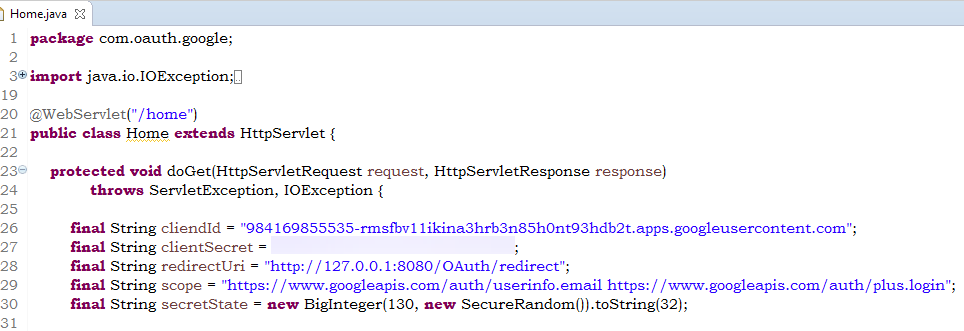 Home.java
1 package com.oauth.google;
2
3 import java.io.IOException;
19
20 @WebServlet("/home")
21 public class Home extends HttpServlet {
22
23 protected void doGet(HttpServletRequest request, HttpServletResponse response)
24 throws ServletException, IOException {
25
26 final String cliendId = "984169855535-rmsfbv11ikina3hrb3n85h0nt93hdb2t.apps.googleusercontent.com";
27 final String clientSecret = ;
28 final String redirectUri = "http://127.0.0.1:8080/OAuth/redirect";
29 final String scope = "https://www.googleapis.com/auth/userinfo.email https://www.googleapis.com/auth/plus.login";
30 final String secretState = new BigInteger(130, new SecureRandom()).toString(32);
31